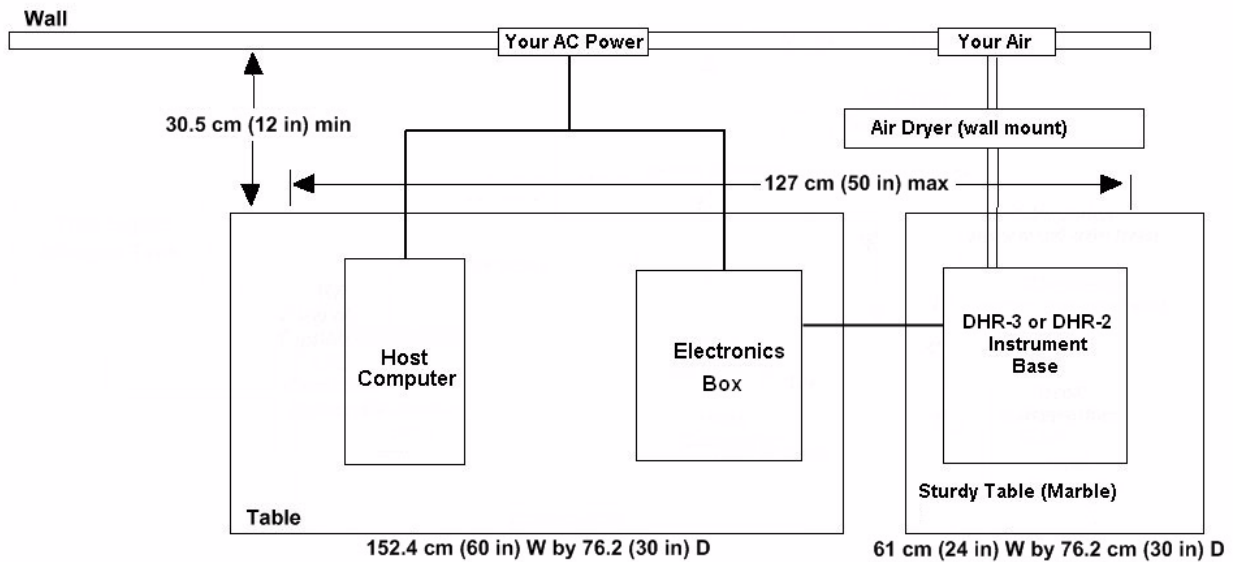 Wall
Your AC Power
Your Air
30.5 cm (12 in) min
Air Dryer (wall mount)
127 cm (50 in) max
Host
Computer
Electronics
Box
DHR-3 or DHR-2
Instrument
Base
Sturdy Table (Marble)
Table
152.4 cm (60 in) W by 76.2 (30 in) D
61 cm (24 in) W by 76.2 cm (30 in) D